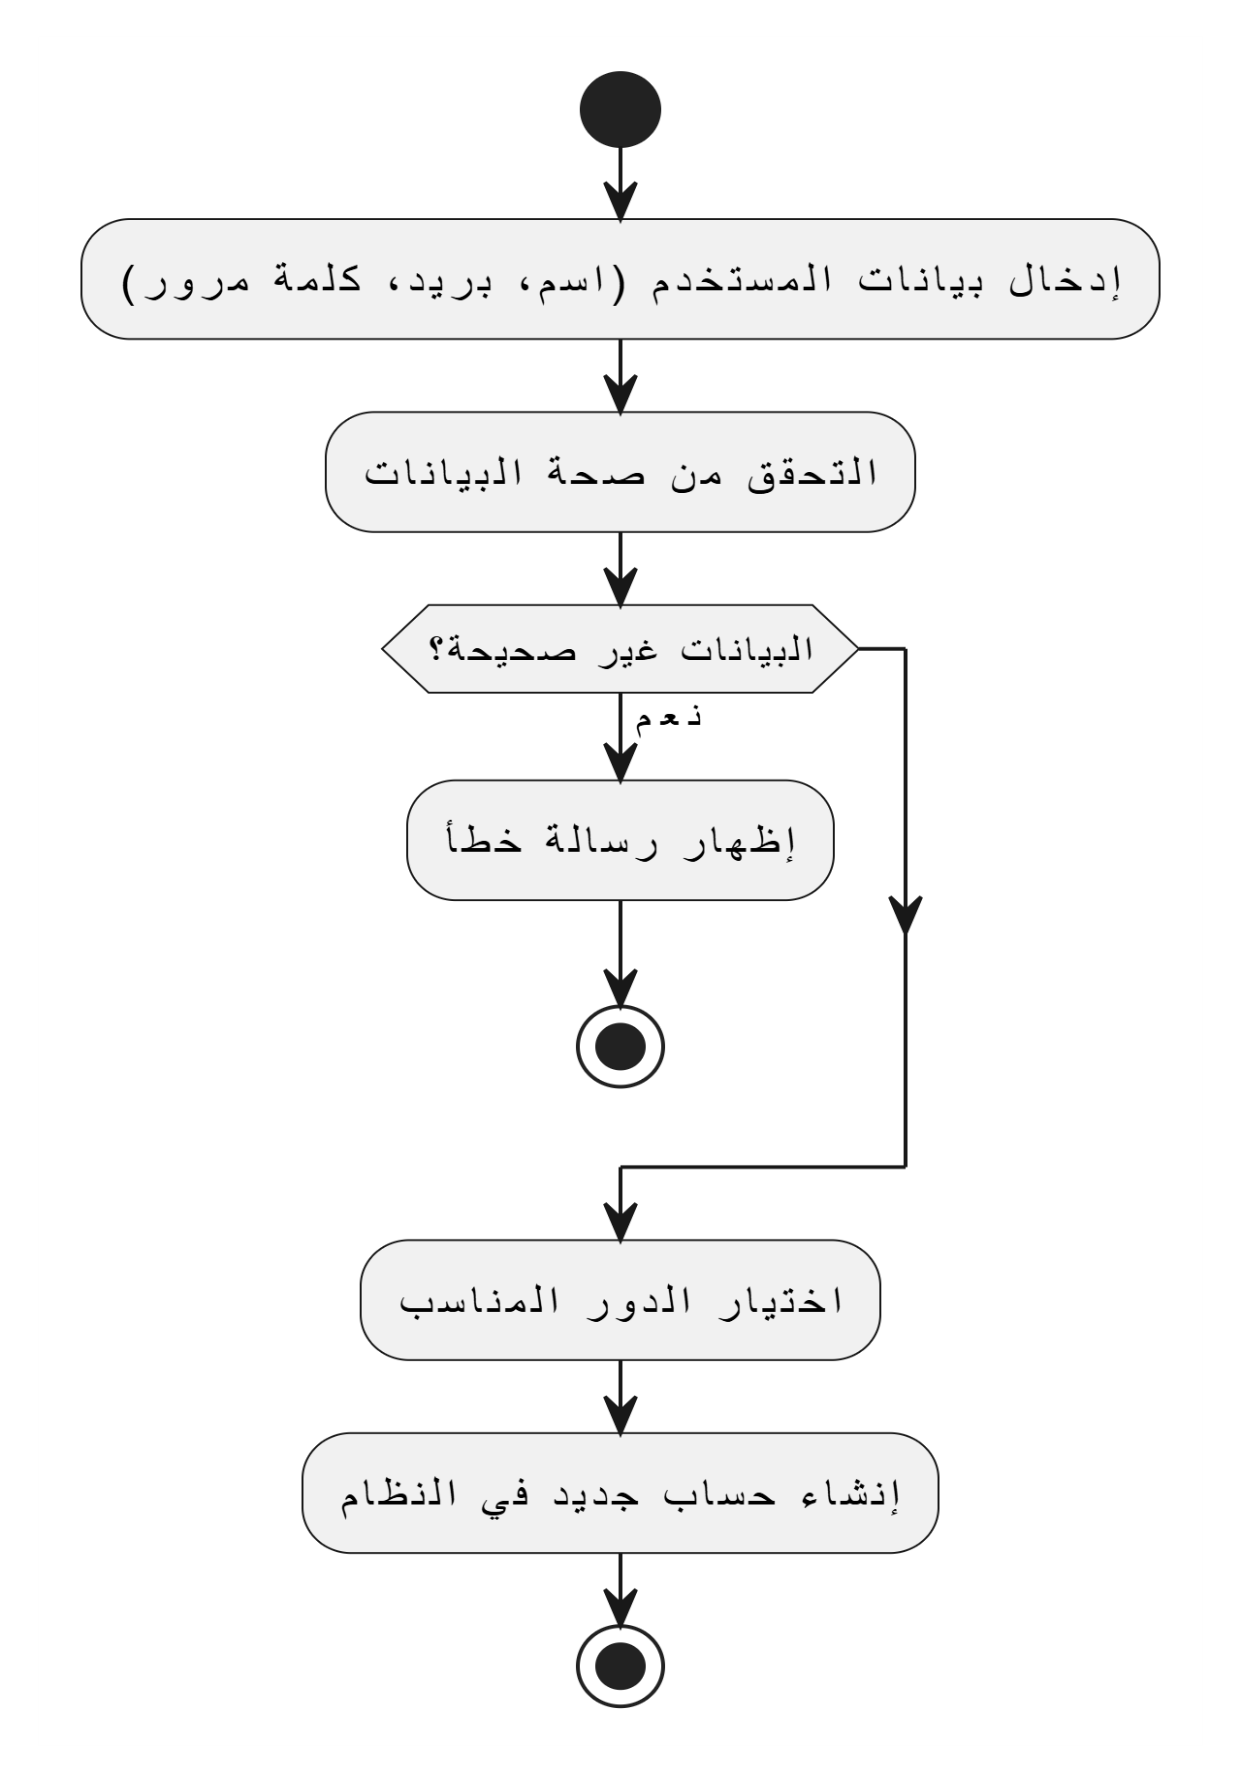 إدخال بيانات المستخدم (اسم، بريد، كلمة مرور)
التحقق من صحة البيانات
البيانات غير صحيحة؟
نعم
إظهار رسالة خطأ
اختيار الدور المناسب
إنشاء حساب جديد في النظام